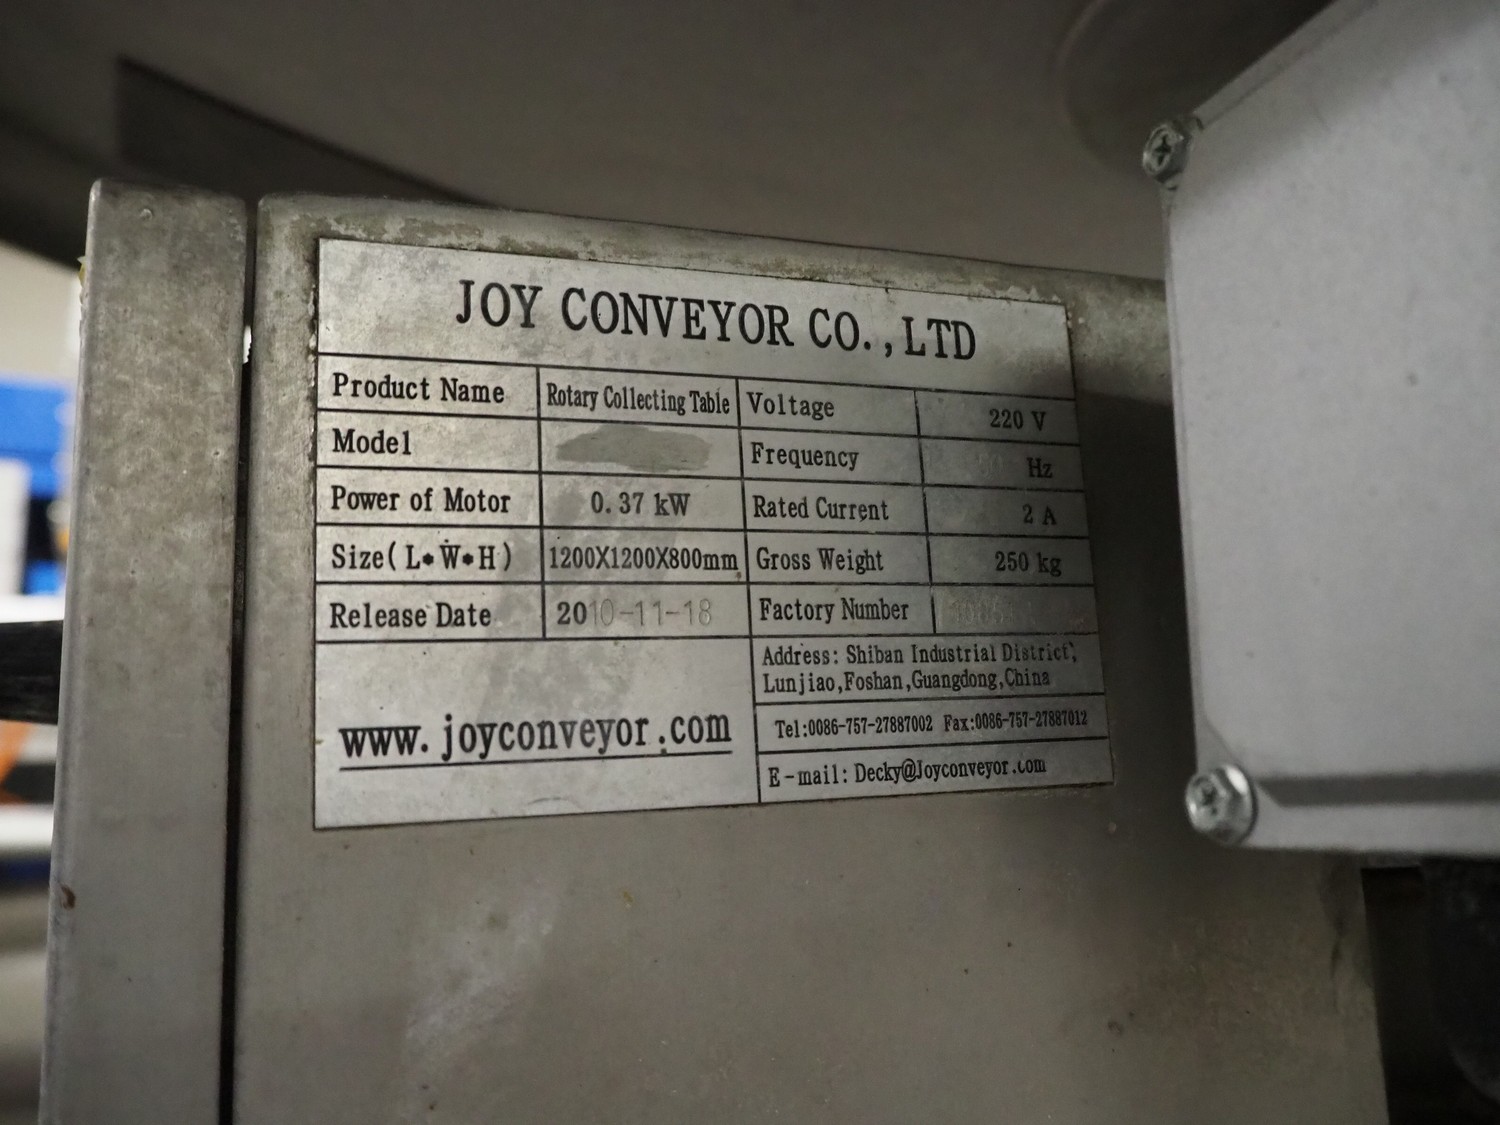 JOY CONVEYOR CO.,LTD
Product Name Rotary Collecting Table Voltage 220 V
Model Frequency Hz
Power of Motor 0.37 kW Rated Current 2 A
Size(L*W*H) 1200X1200X800mm Gross Weight 250 kg
Release Date 2010-11-18 Factory Number
www.joyconveyor.com
Address: Shiban Industrial District,
Lunjiao,Foshan,Guangdong,China
Tel:0086-757-27887002 Fax:0086-757-27887012
E-mail: Decky@Joyconveyor.com